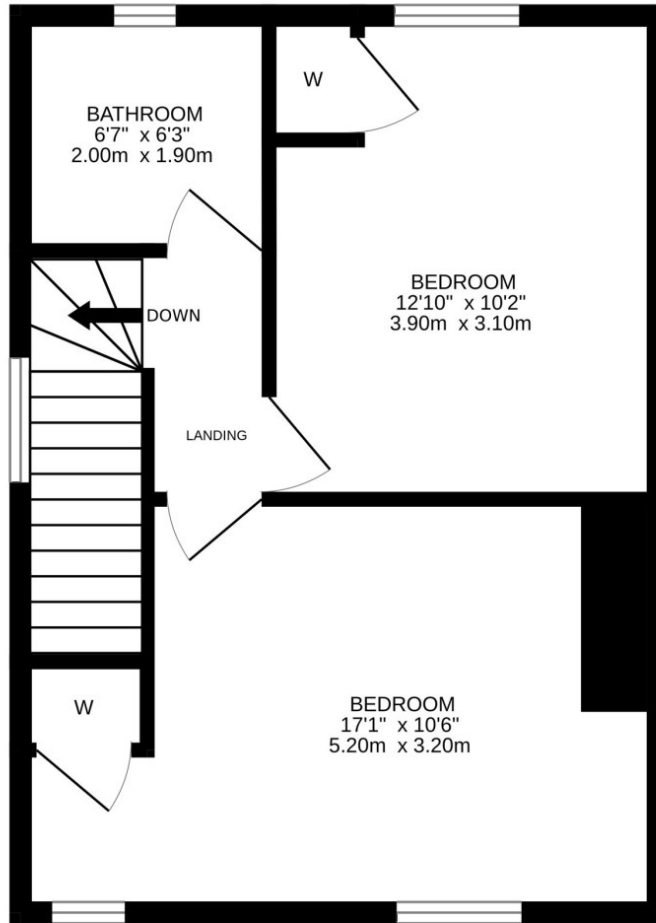 W
BATHROOM
6'7" x 6'3"
2.00m x 1.90m
BEDROOM
12'10" x 10'2"
3.90m x 3.10m
DOWN
LANDING
W
BEDROOM
17'1" x 10'6"
5.20m x 3.20m